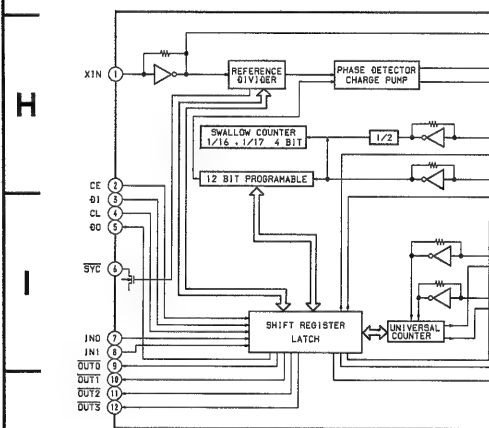 H
XIN 1
REFERENCE
DIVIDER
PHASE DETECTOR
CHARGE PUMP
SWALLOW COUNTER
1/16 , 1/17 4 BIT
1/2
12 BIT PROGRAMABLE
CE 2
DI 3
CL 4
DO 5
SYC 6
I
SHIFT REGISTER
LATCH
UNIVERSAL
COUNTER
IN0 7
IN1 8
OUT0 9
OUT1 10
OUT2 11
OUT3 12